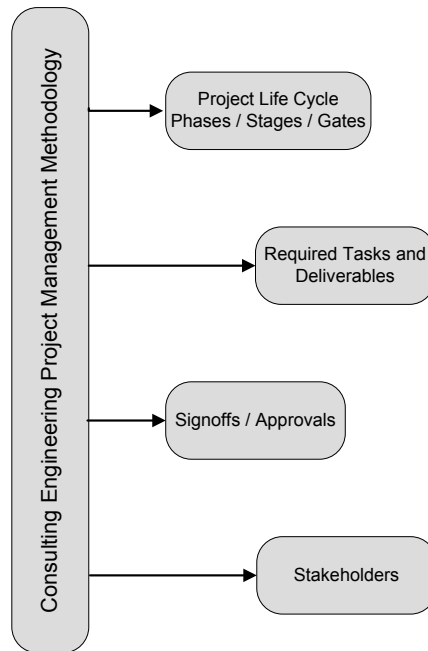 Consulting Engineering Project Management Methodology
Project Life Cycle
Phases / Stages / Gates
Required Tasks and
Deliverables
Signoffs / Approvals
Stakeholders